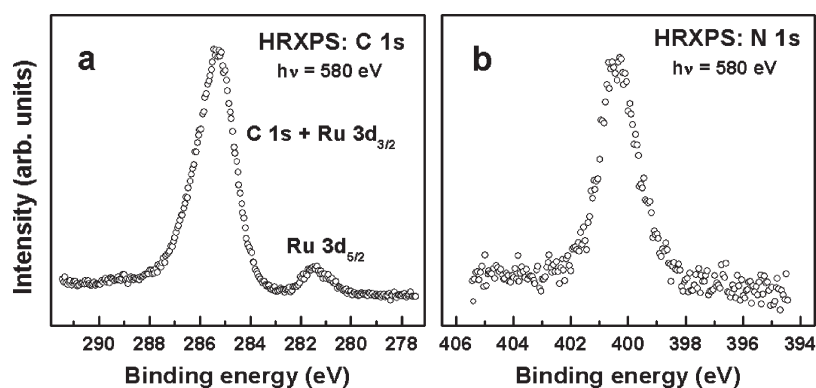 a
HRXPS: C 1s
hν = 580 eV
C 1s + Ru 3d3/2
Ru 3d5/2
Intensity (arb. units)
290 288 286 284 282 280 278
Binding energy (eV)
b
HRXPS: N 1s
hν = 580 eV
406 404 402 400 398 396 394
Binding energy (eV)